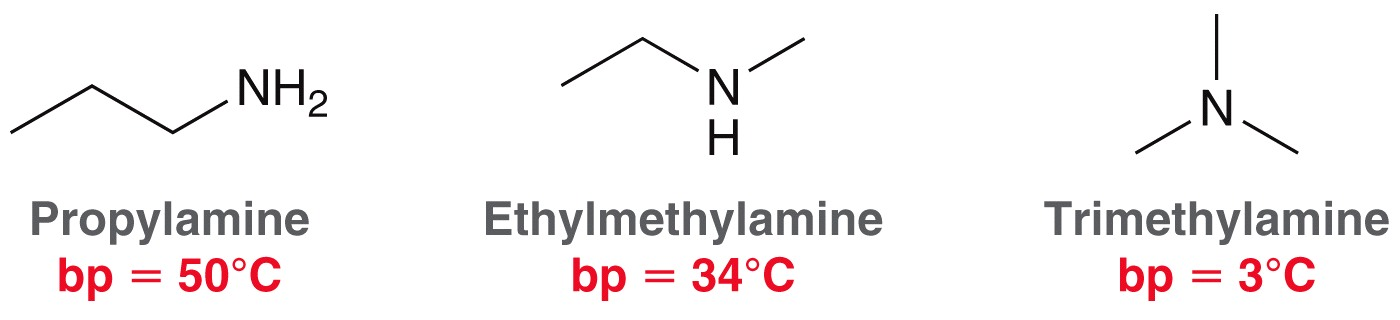 NH₂
N
H
N
Propylamine
bp = 50°C
Ethylmethylamine
bp = 34°C
Trimethylamine
bp = 3°C